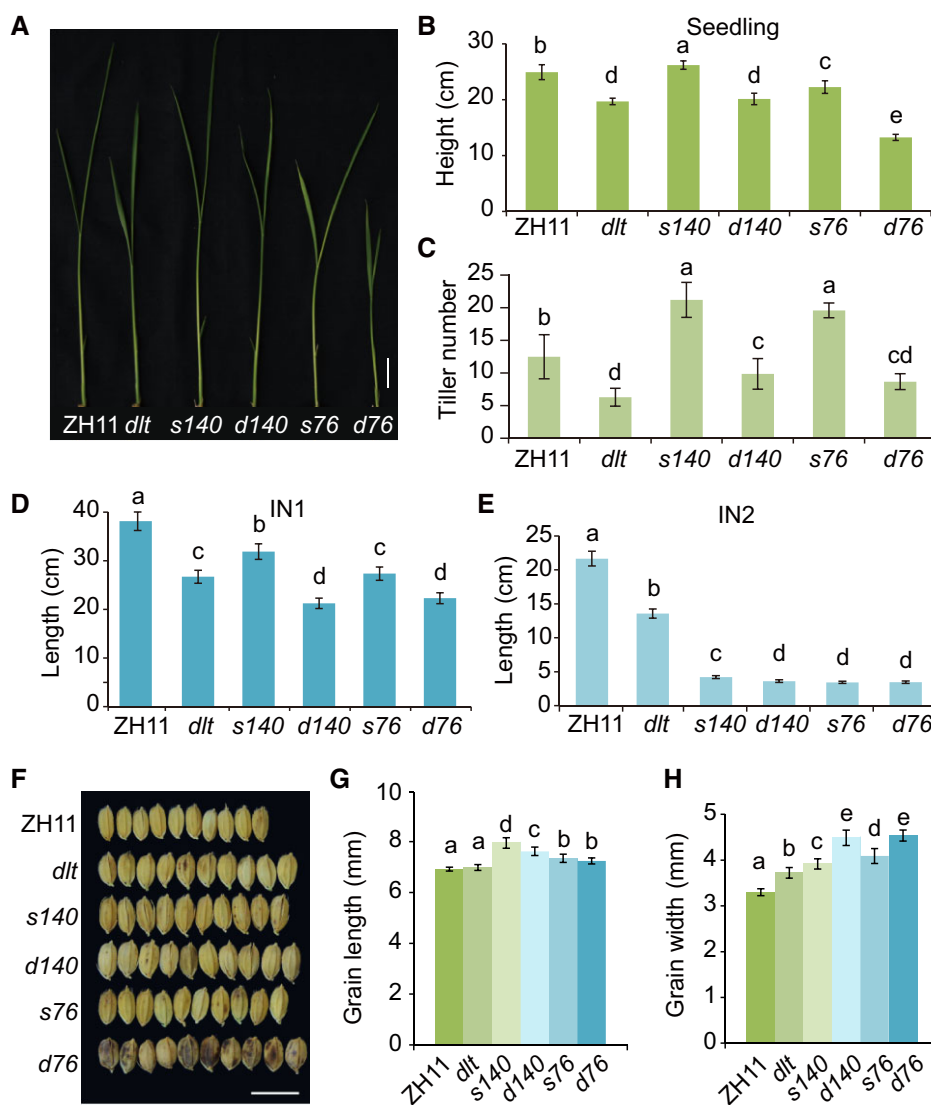 A
ZH11 dlt s140 d140 s76 d76
B
Seedling
Height (cm)
30
20
10
0
b d a d c e
ZH11 dlt s140 d140 s76 d76
C
Tiller number
25
20
15
10
5
0
b d a c a cd
ZH11 dlt s140 d140 s76 d76
D
IN1
Length (cm)
40
30
20
10
0
a c b d c d
ZH11 dlt s140 d140 s76 d76
E
IN2
Length (cm)
25
20
15
10
5
0
a b c d d d
ZH11 dlt s140 d140 s76 d76
F
ZH11
dlt
s140
d140
s76
d76
G
Grain length (mm)
10
8
6
4
2
0
a a d c b b
ZH11 dlt s140 d140 s76 d76
H
Grain width (mm)
5
4
3
2
1
0
a b c e d e
ZH11 dlt s140 d140 s76 d76